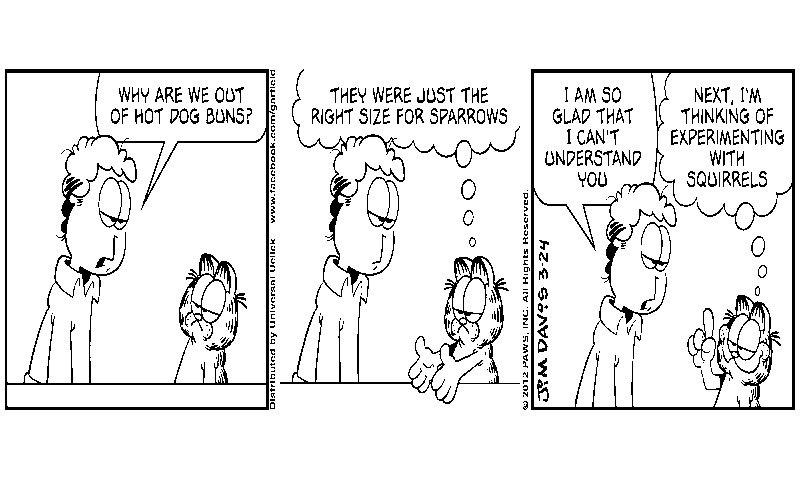 WHY ARE WE OUT
OF HOT DOG BUNS?
Distributed by Universal Uclick www.facebook.com/garfield
THEY WERE JUST THE
RIGHT SIZE FOR SPARROWS
© 2012 PAWS, INC. All Rights Reserved.
I AM SO
GLAD THAT
I CAN'T
UNDERSTAND
YOU
NEXT, I'M
THINKING OF
EXPERIMENTING
WITH
SQUIRRELS
JIM DAVIS 3-24